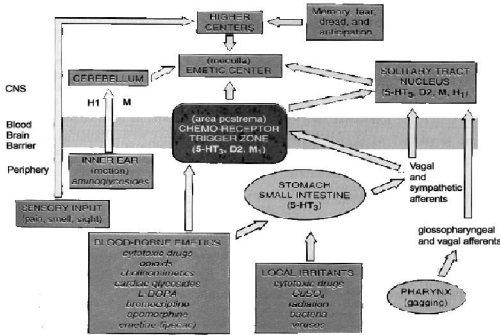 HIGHER
CENTERS
Memory, fear,
dread, and
anticipation
(medulla)
EMETIC CENTER
CEREBELLUM
SOLITARY TRACT
NUCLEUS
(5-HT3, D2, M, H1)
CNS
H1 M
(area postrema)
CHEMO-RECEPTOR
TRIGGER ZONE
(5-HT3, D2, M1)
Blood
Brain
Barrier
Periphery
INNER EAR
(motion)
aminoglycosides
STOMACH
SMALL INTESTINE
(5-HT3)
Vagal
and
sympathetic
afferents
SENSORY INPUT
(pain, smell, sight)
glossopharyngeal
and vagal afferents
BLOOD-BORNE EMETICS
cytotoxic drugs
opioids
cholinomimetics
cardiac glycosides
L-DOPA
bromocriptine
apomorphine
emetine (ipecac)
LOCAL IRRITANTS
cytotoxic drugs
CuSO4
radiation
bacteria
viruses
PHARYNX
(gagging)